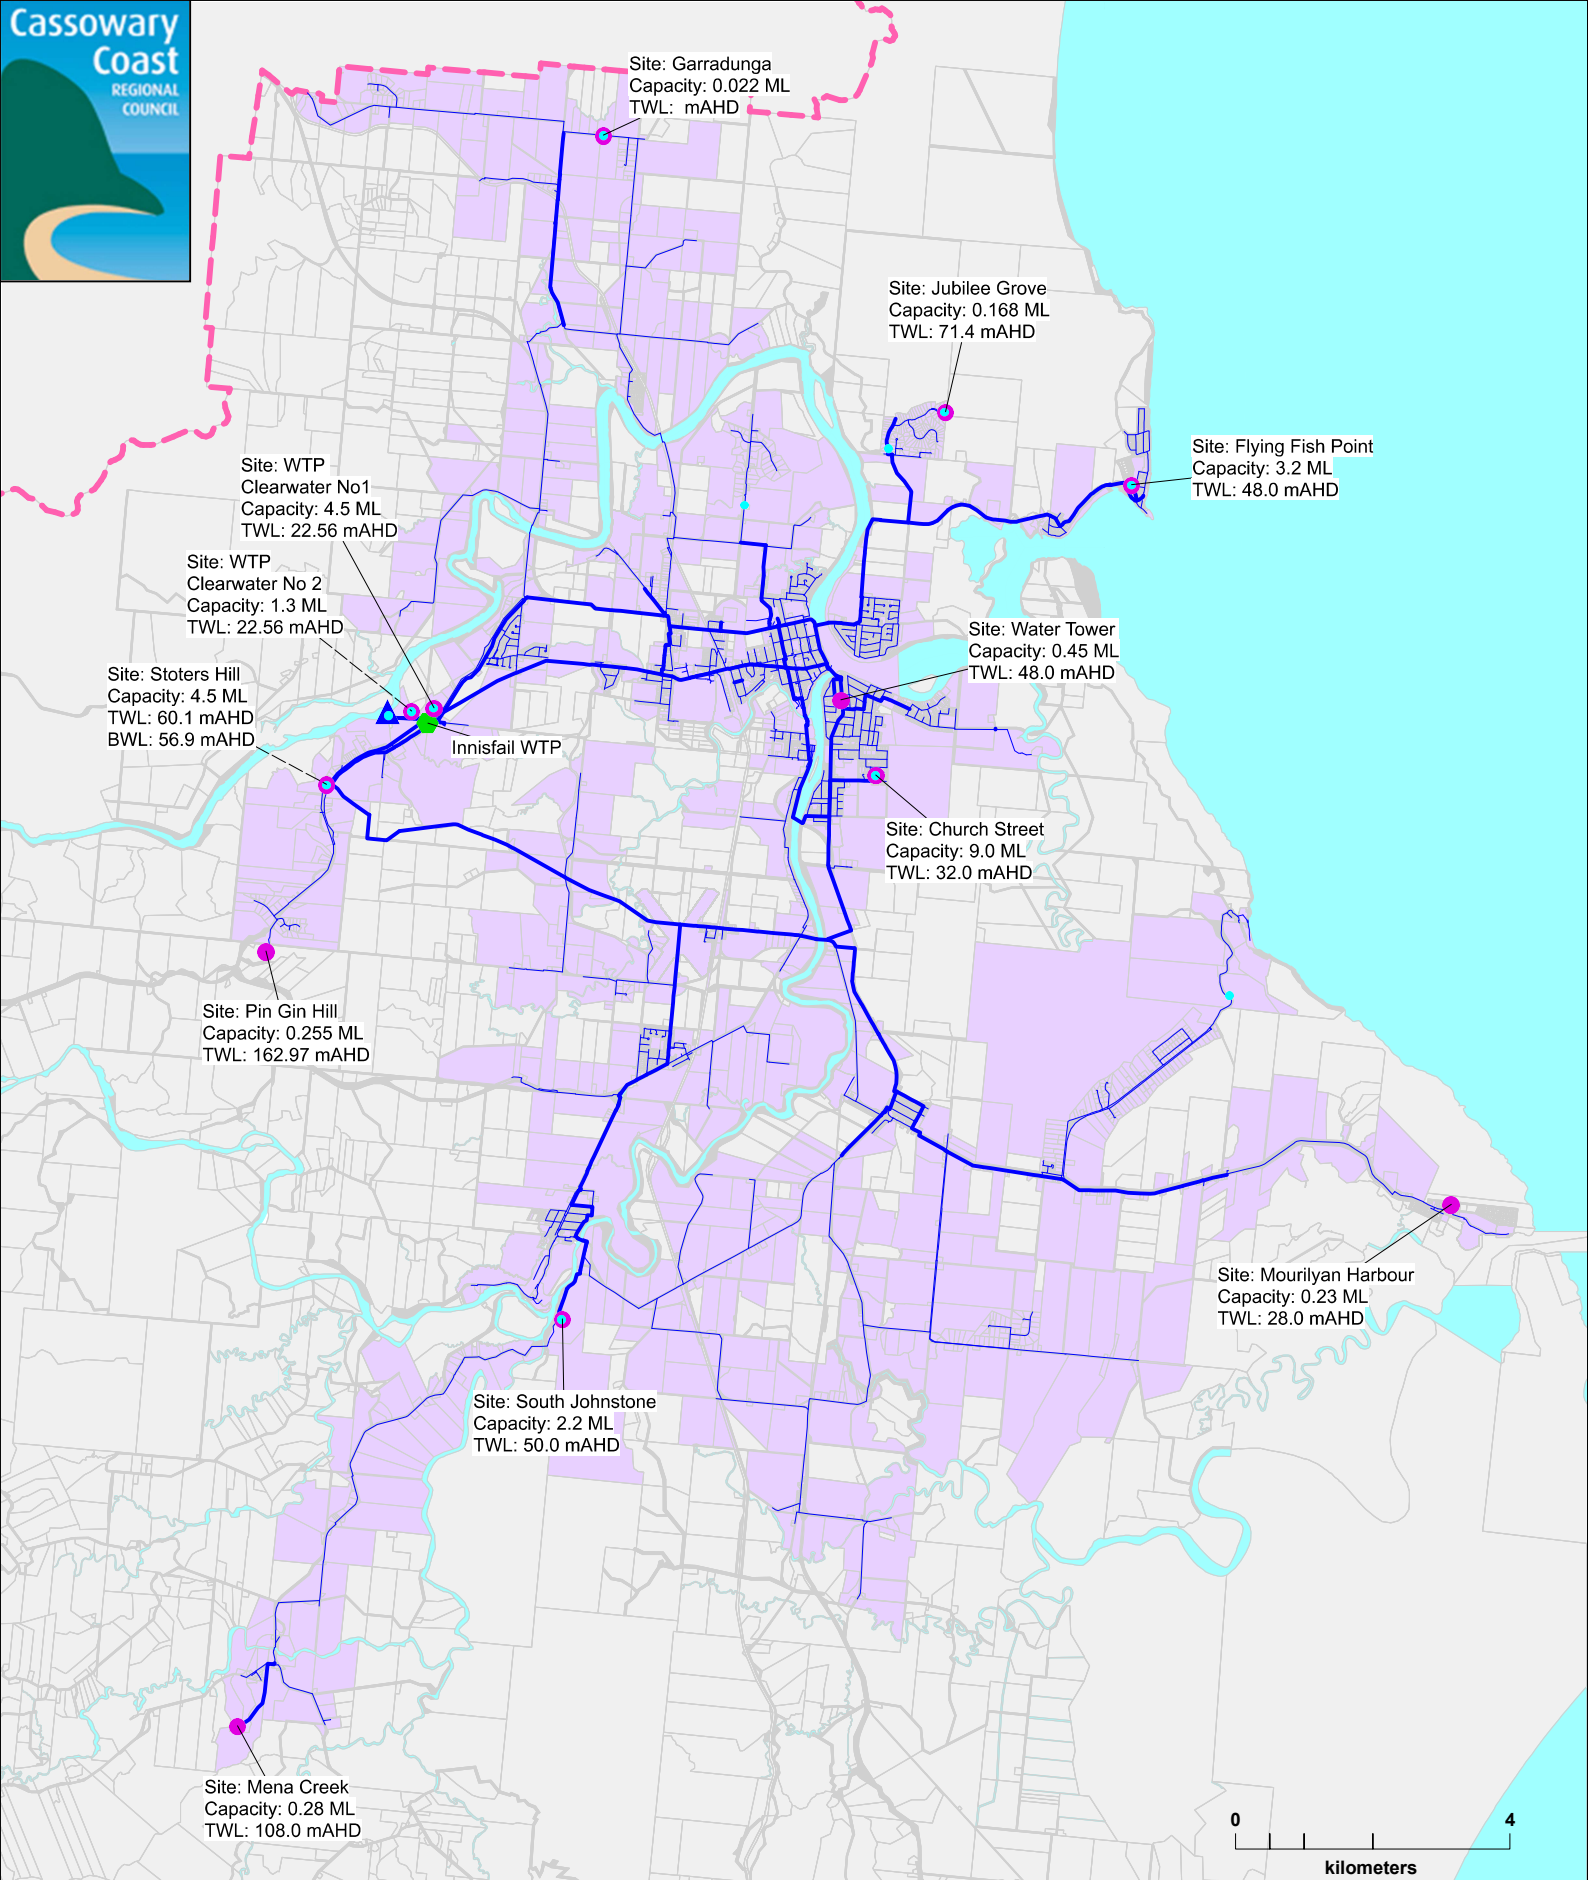 Cassowary
Coast
REGIONAL
COUNCIL
Site: Garradunga
Capacity: 0.022 ML
TWL: mAHD
Site: Jubilee Grove
Capacity: 0.168 ML
TWL: 71.4 mAHD
Site: Flying Fish Point
Capacity: 3.2 ML
TWL: 48.0 mAHD
Site: WTP
Clearwater No1
Capacity: 4.5 ML
TWL: 22.56 mAHD
Site: WTP
Clearwater No 2
Capacity: 1.3 ML
TWL: 22.56 mAHD
Site: Water Tower
Capacity: 0.45 ML
TWL: 48.0 mAHD
Site: Stoters Hill
Capacity: 4.5 ML
TWL: 60.1 mAHD
BWL: 56.9 mAHD
Innisfail WTP
Site: Church Street
Capacity: 9.0 ML
TWL: 32.0 mAHD
Site: Pin Gin Hill
Capacity: 0.255 ML
TWL: 162.97 mAHD
Site: Mourilyan Harbour
Capacity: 0.23 ML
TWL: 28.0 mAHD
Site: South Johnstone
Capacity: 2.2 ML
TWL: 50.0 mAHD
Site: Mena Creek
Capacity: 0.28 ML
TWL: 108.0 mAHD
0 4
kilometers